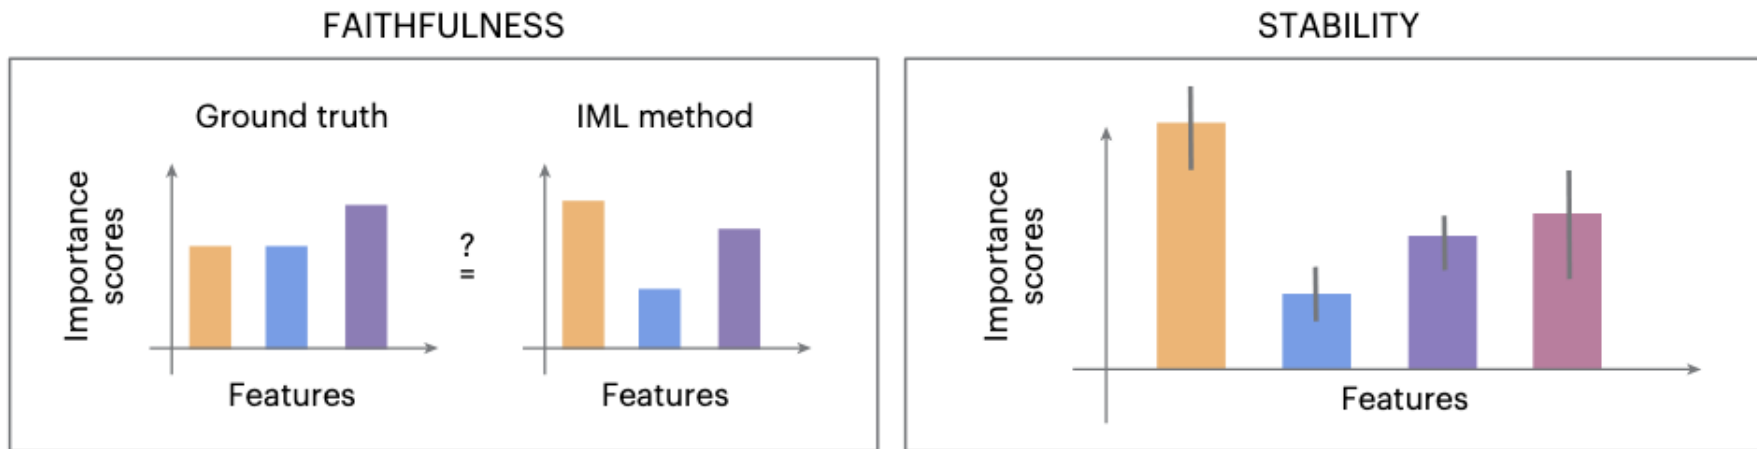 FAITHFULNESS
Ground truth
IML method
Importance
scores
?
=
Features
Features
STABILITY
Importance
scores
Features